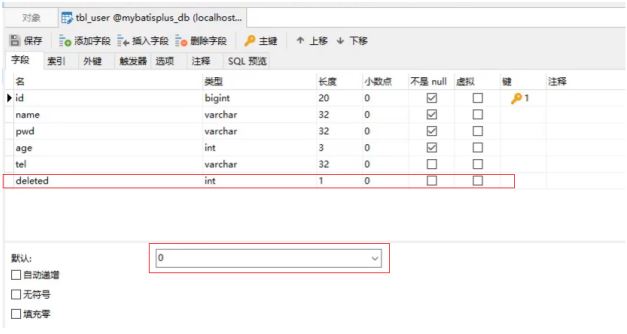 对象 tbl_user @mybatisplus_db (localhost...
保存 添加字段 插入字段 删除字段 主键 上移 下移
字段 索引 外键 触发器 选项 注释 SQL 预览
名 类型 长度 小数点 不是 null 虚拟 键 注释
id bigint 20 0 1
name varchar 32 0
pwd varchar 32 0
age int 3 0
tel varchar 32 0
deleted int 1 0
默认: 0
自动递增
无符号
填充零